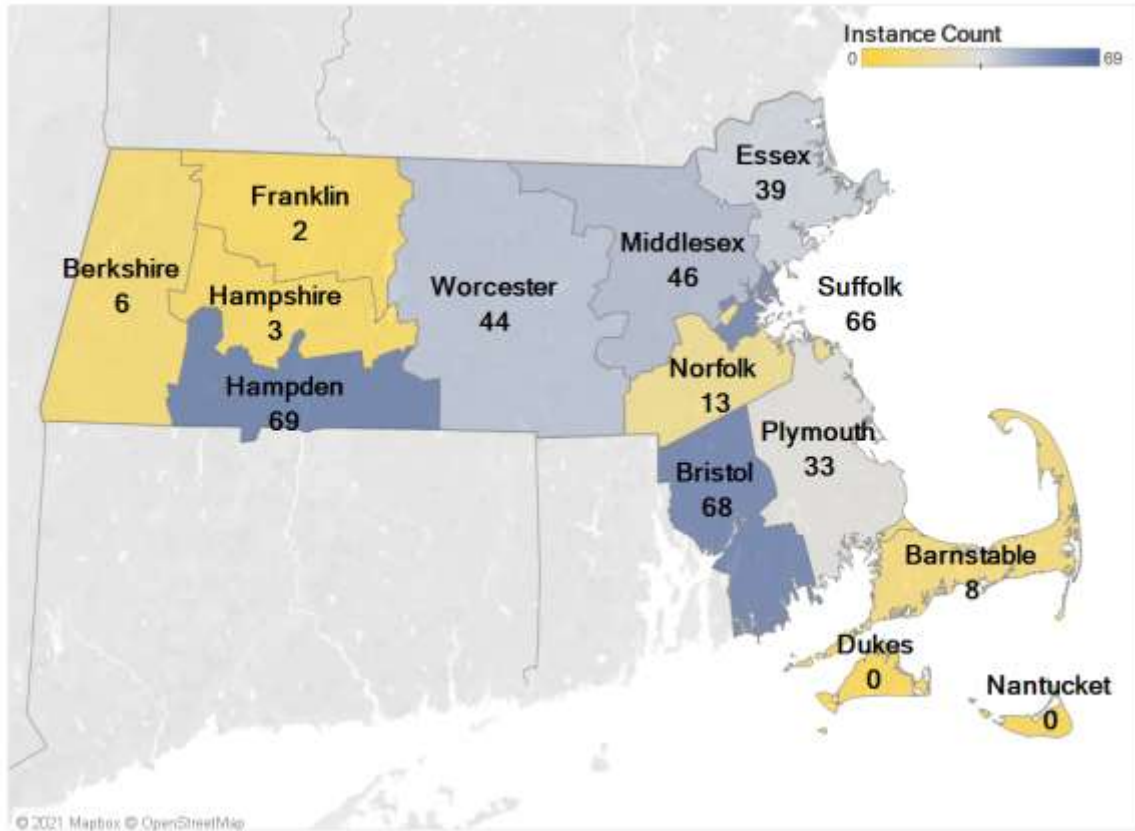 Instance Count
0
69
Essex
39
Franklin
2
Middlesex
46
Berkshire
6
Worcester
44
Suffolk
66
Hampshire
3
Norfolk
13
Hampden
69
Plymouth
33
Bristol
68
Barnstable
8
Dukes
0
Nantucket
0
© 2021 Mapbox © OpenStreetMap